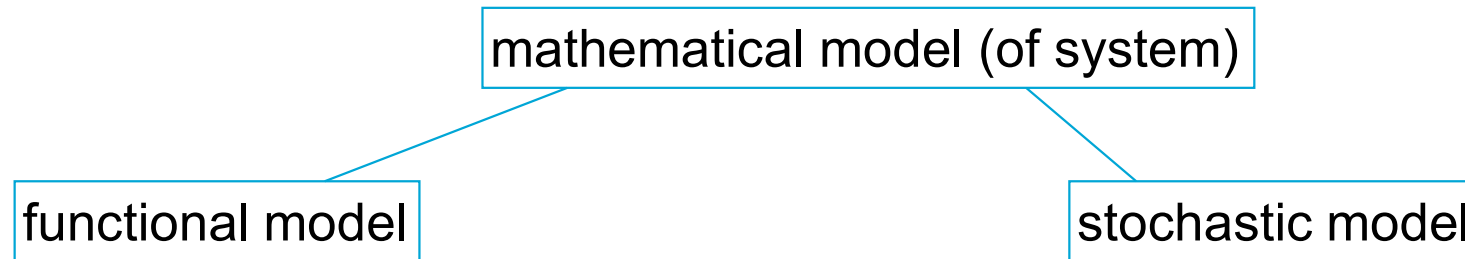 mathematical model (of system)
functional model
stochastic model